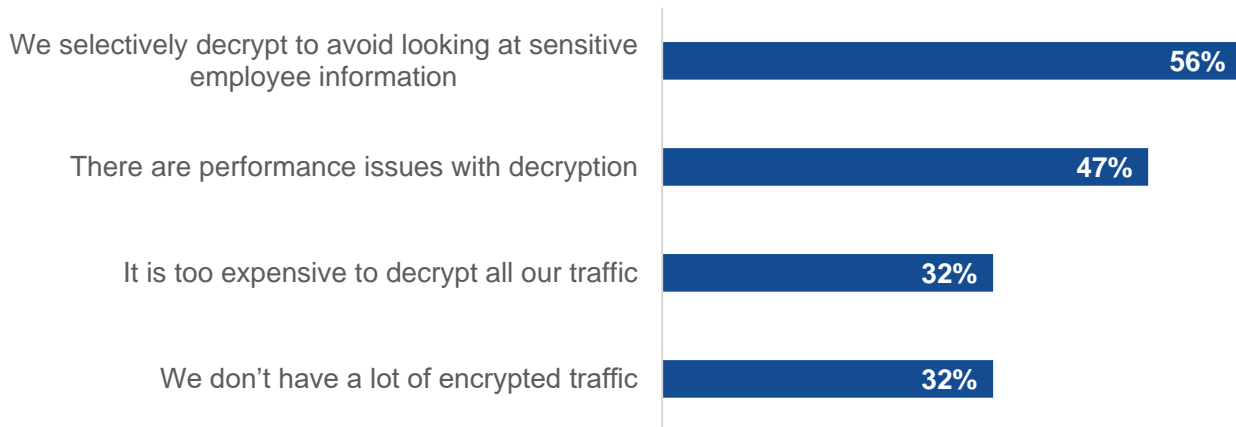 We selectively decrypt to avoid looking at sensitive
employee information
56%
There are performance issues with decryption
47%
It is too expensive to decrypt all our traffic
32%
We don’t have a lot of encrypted traffic
32%